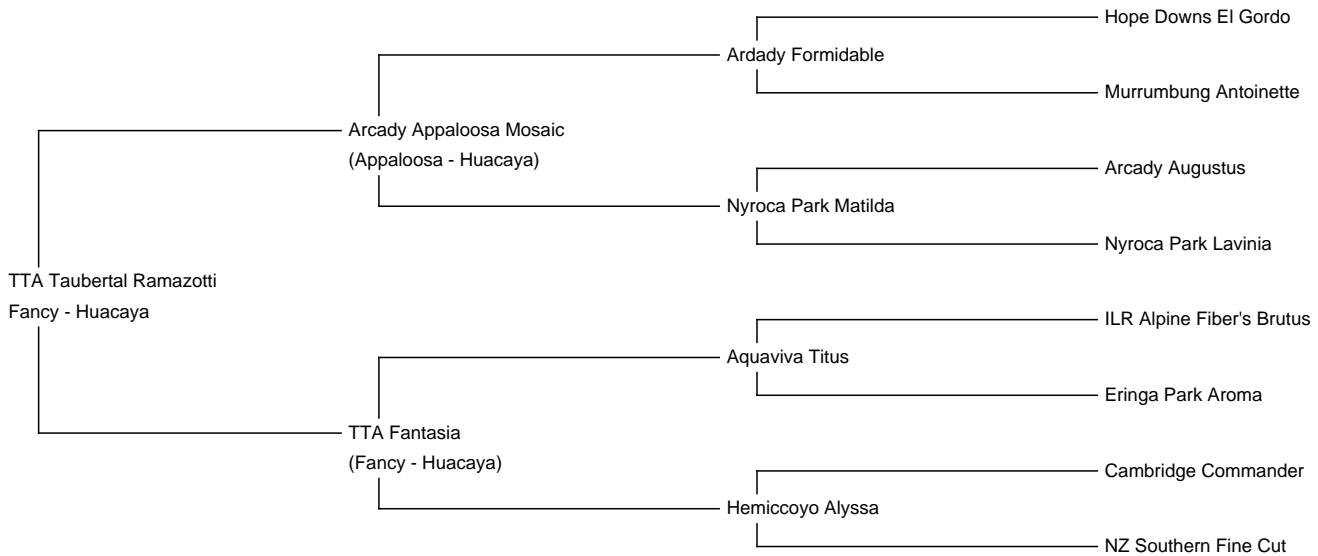 Hope Downs El Gordo
Ardady Formidable
Murrumbung Antoinette
Arcady Appaloosa Mosaic
(Appaloosa - Huacaya)
Arcady Augustus
Nyroca Park Matilda
Nyroca Park Lavinia
TTA Taubertal Ramazotti
Fancy - Huacaya
ILR Alpine Fiber's Brutus
Aquaviva Titus
Eringa Park Aroma
TTA Fantasia
(Fancy - Huacaya)
Cambridge Commander
Hemiccoyo Alyssa
NZ Southern Fine Cut